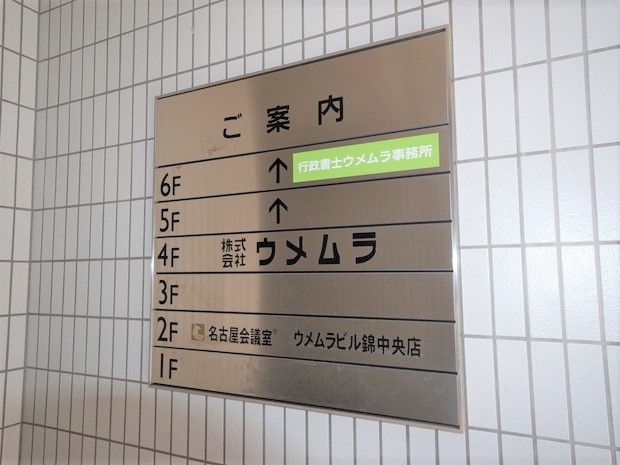 ご案内
6F ↑ 行政書士ウメムラ事務所
5F ↑
4F 株式会社 ウメムラ
3F
2F 名古屋会議室 ウメムラビル錦中央店
1F